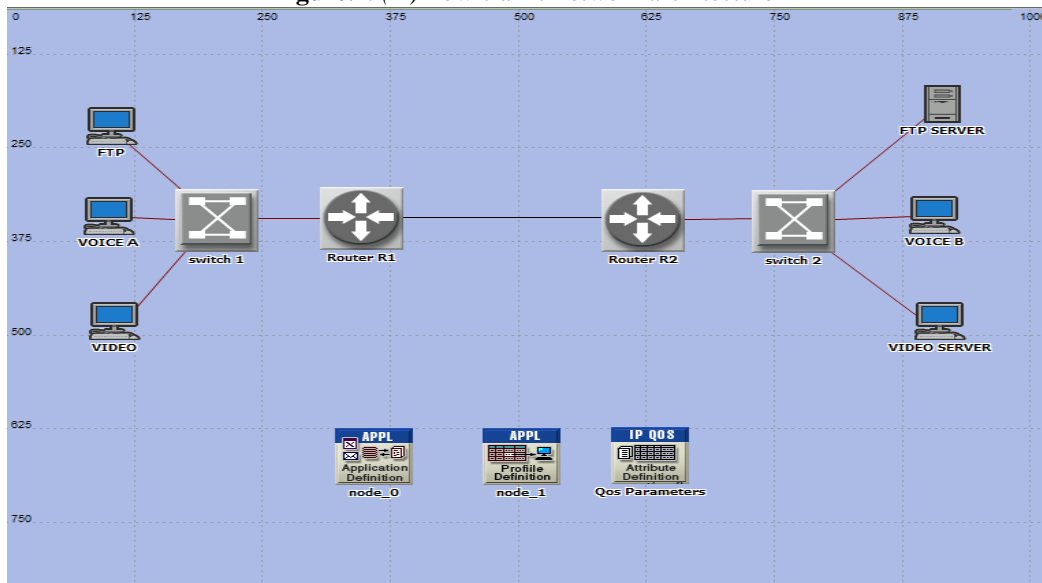 0 125 250 375 500 625 750 875 1000
125
FTP SERVER
250
FTP
VOICE A
VOICE B
375
switch 1
Router R1
Router R2
switch 2
500
VIDEO
VIDEO SERVER
625
APPL
APPL
IP QOS
Application
Definition
Profile
Definition
Attribute
Definition
node_0
node_1
Qos Parameters
750